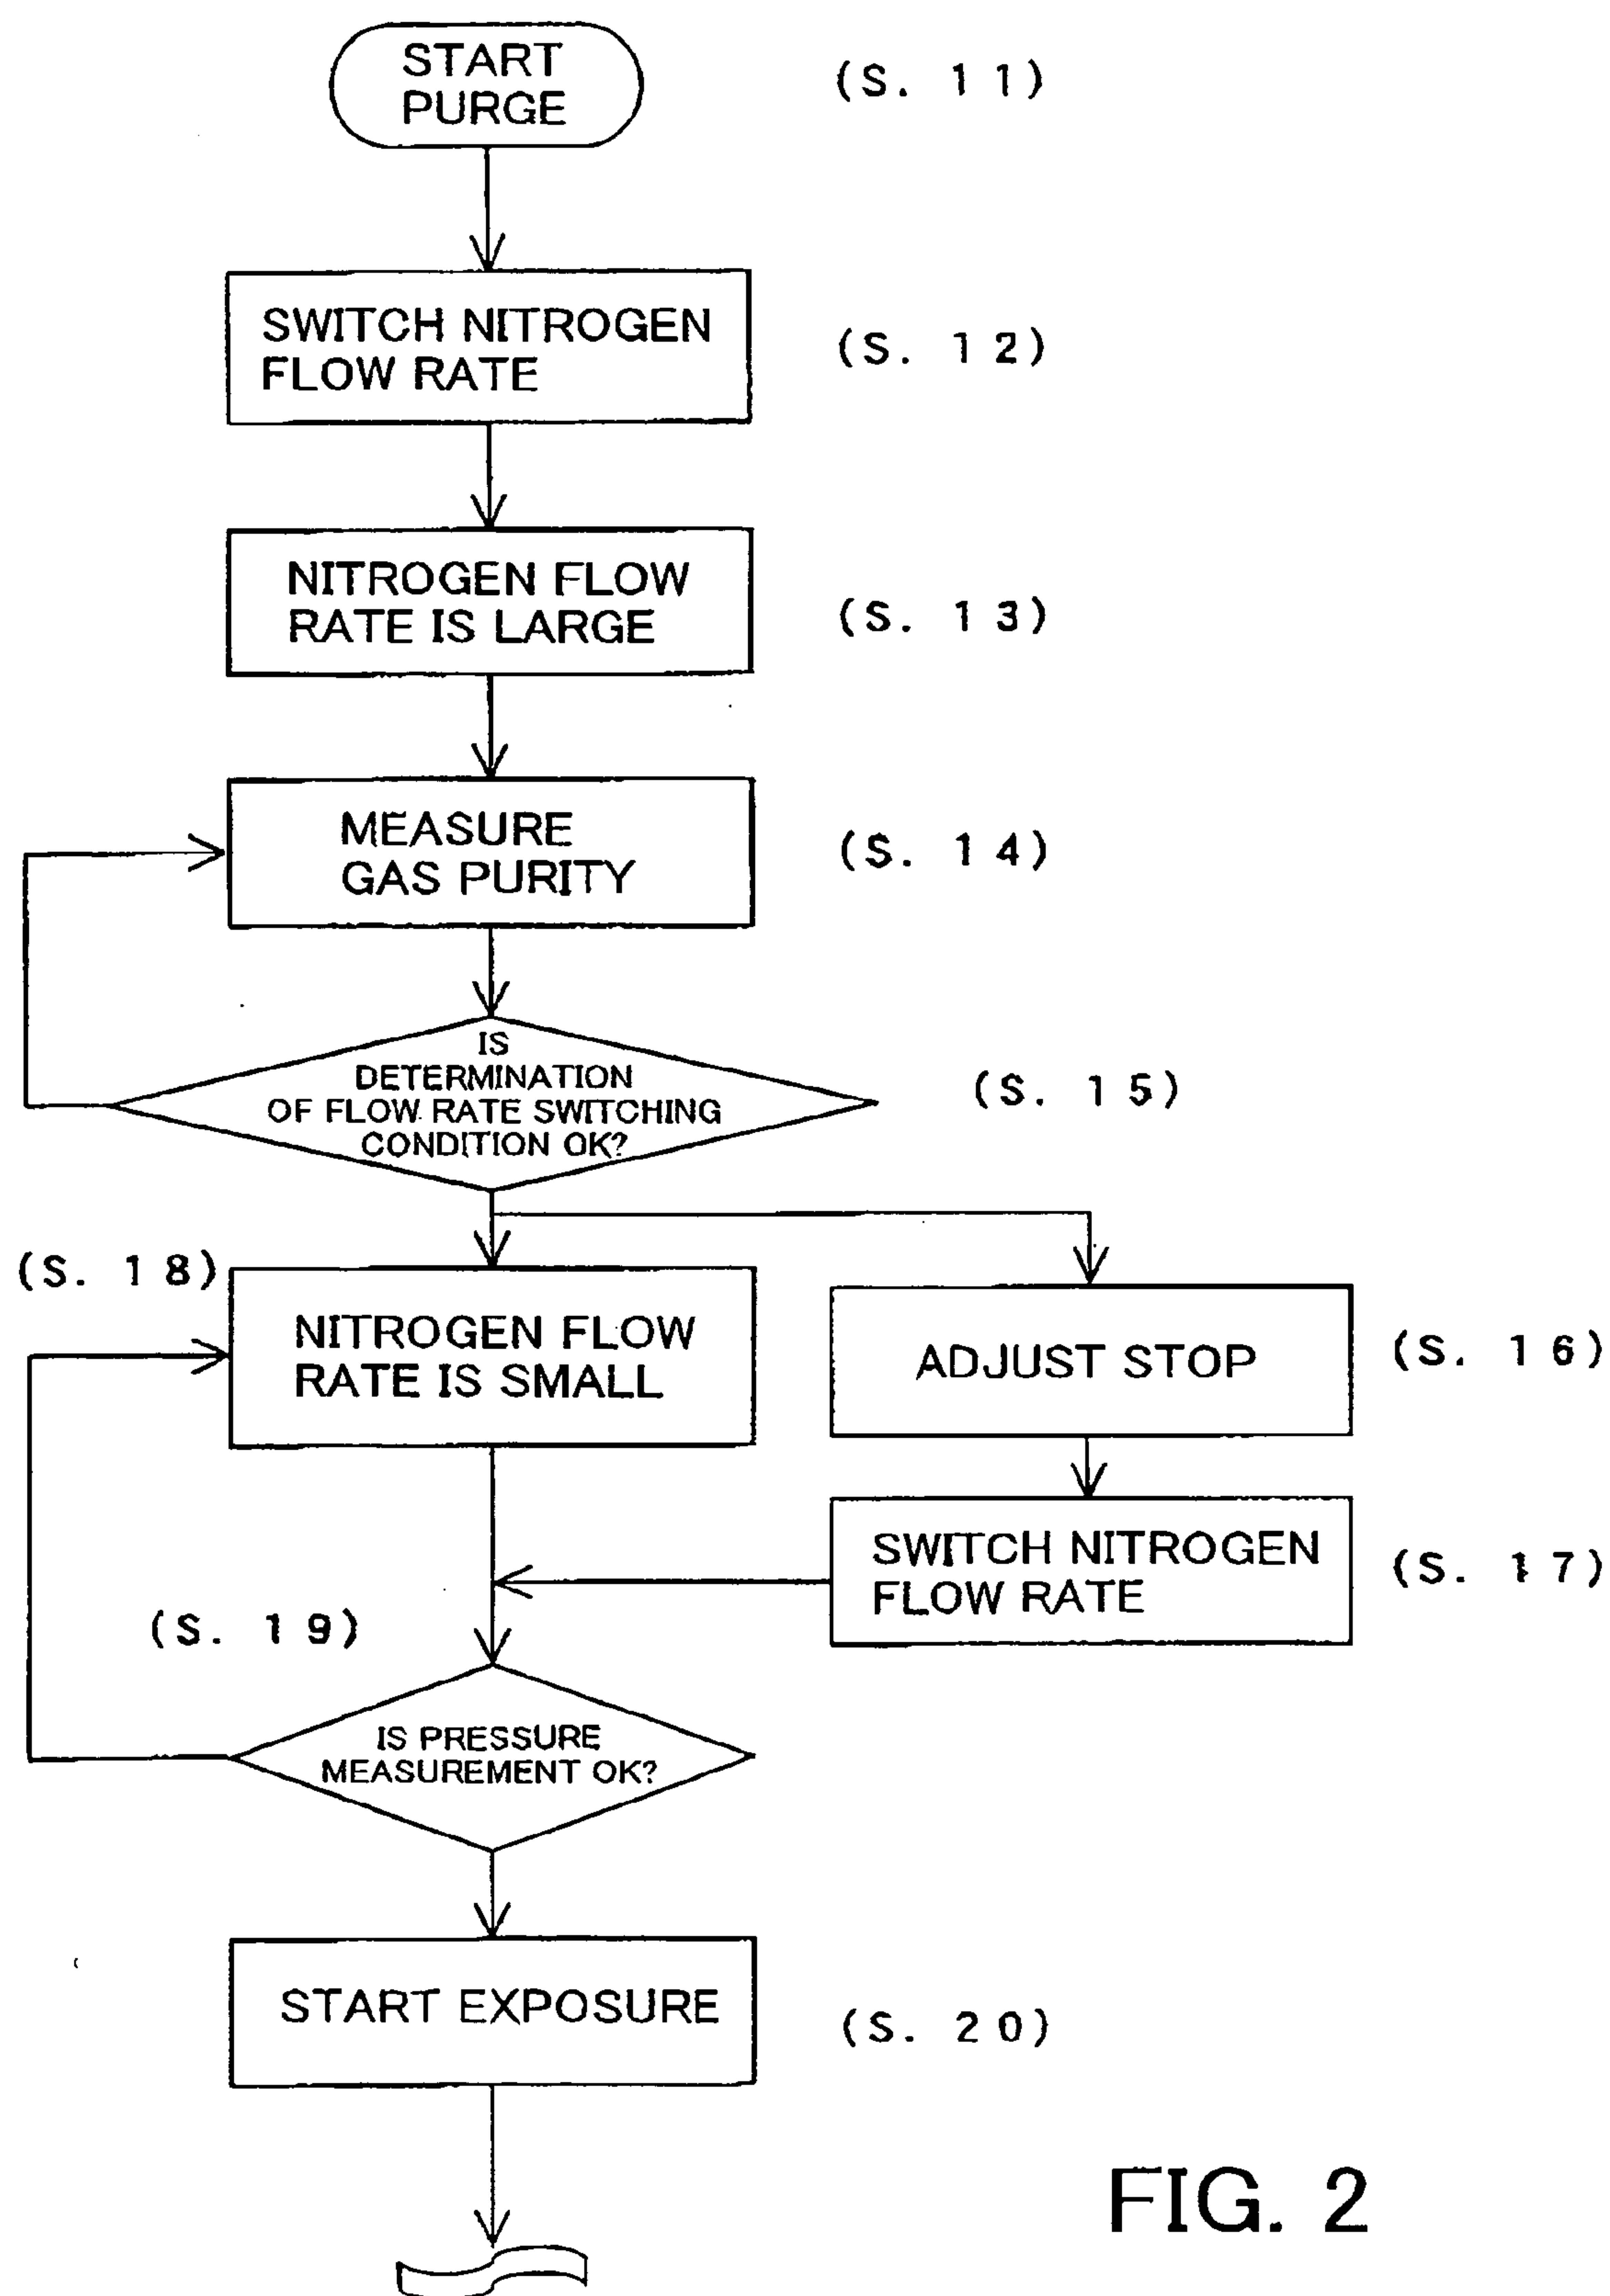 START
PURGE
(S. 11)
SWITCH NITROGEN
FLOW RATE
(S. 12)
NITROGEN FLOW
RATE IS LARGE
(S. 13)
MEASURE
GAS PURITY
(S. 14)
IS
DETERMINATION
OF FLOW RATE SWITCHING
CONDITION OK?
(S. 15)
(S. 18)
NITROGEN FLOW
RATE IS SMALL
ADJUST STOP
(S. 16)
SWITCH NITROGEN
FLOW RATE
(S. 17)
(S. 19)
IS PRESSURE
MEASUREMENT OK?
START EXPOSURE
(S. 20)
FIG. 2